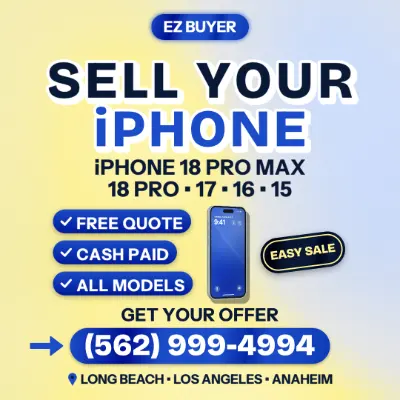 EZ BUYER
SELL YOUR
iPHONE
iPHONE 18 PRO MAX
18 PRO ▪ 17 ▪ 16 ▪ 15
✓ FREE QUOTE
✓ CASH PAID
✓ ALL MODELS
9:41
EASY SALE
GET YOUR OFFER
(562) 999-4994
LONG BEACH ▪ LOS ANGELES ▪ ANAHEIM